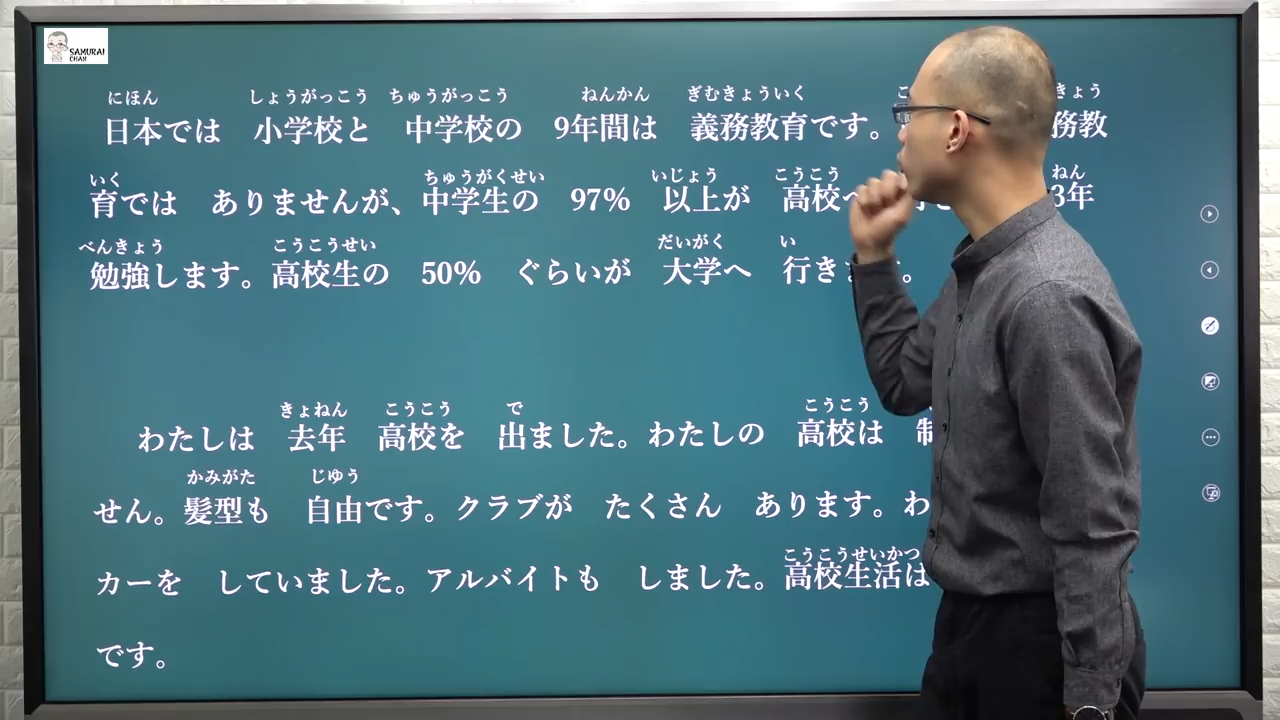 SAMURAI
CHAN
にほん しょうがっこう ちゅうがっこう ねんかん ぎむきょういく きょう
日本では 小学校と 中学校の 9年間は 義務教育です。 務教
いく ちゅうがくせい いじょう こうこう ねん
育では ありませんが、中学生の 97% 以上が 高校へ 3年
べんきょう こうこうせい だいがく い
勉強します。高校生の 50% ぐらいが 大学へ 行き
きょねん こうこう で こうこう
わたしは 去年 高校を 出ました。わたしの 高校は 制
かみがた じゆう
せん。髪型も 自由です。クラブが たくさん あります。わ
こうこうせいかつ
カーを していました。アルバイトも しました。高校生活は
です。